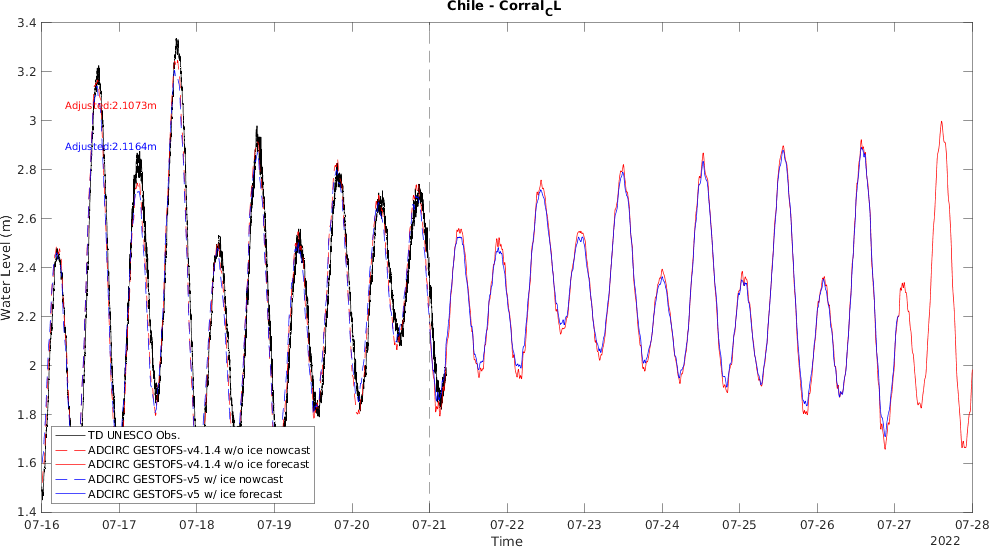 Chile - Corral_CL
3.4
3.2
3
2.8
2.6
2.4
2.2
2
1.8
1.6
1.4
Water Level (m)
Adjusted:2.1073m
Adjusted:2.1164m
TD UNESCO Obs.
ADCIRC GESTOFS-v4.1.4 w/o ice nowcast
ADCIRC GESTOFS-v4.1.4 w/o ice forecast
ADCIRC GESTOFS-v5 w/ ice nowcast
ADCIRC GESTOFS-v5 w/ ice forecast
07-16 07-17 07-18 07-19 07-20 07-21 07-22 07-23 07-24 07-25 07-26 07-27 07-28
Time
2022